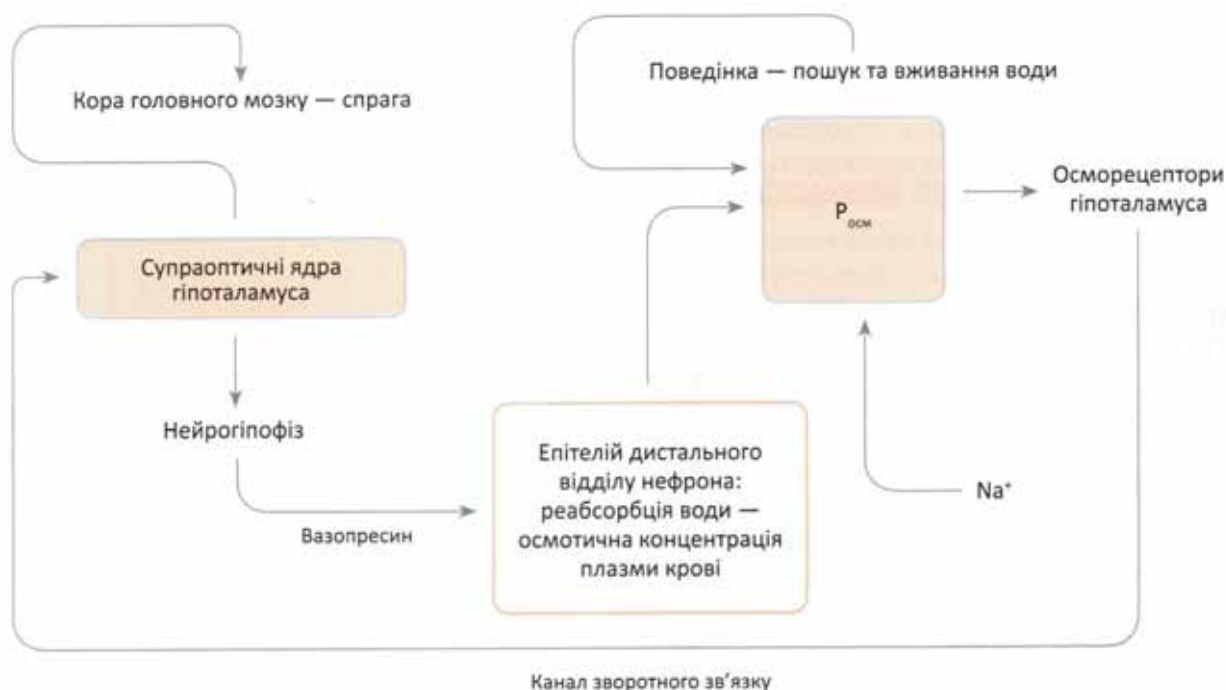 Поведінка — пошук та вживання води
Кора головного мозку — спрага
Осморецептори
гіпоталамуса
Pосм
Супраоптичні ядра
гіпоталамуса
Нейрогіпофіз
Епітелій дистального
відділу нефрона:
реабсорбція води —
осмотична концентрація
плазми крові
Na⁺
Вазопресин
Канал зворотного зв'язку